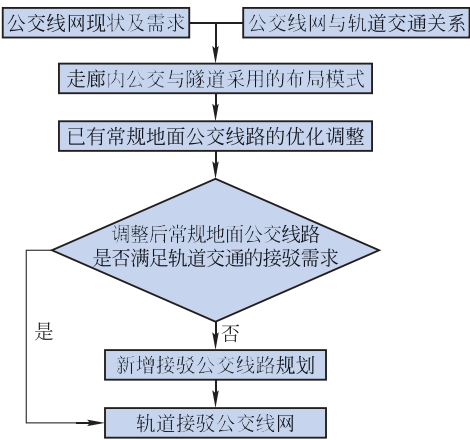 公交线网现状及需求
公交线网与轨道交通关系
走廊内公交与隧道采用的布局模式
已有常规地面公交线路的优化调整
调整后常规地面公交线路
是否满足轨道交通的接驳需求
是
否
新增接驳公交线路规划
轨道接驳公交线网